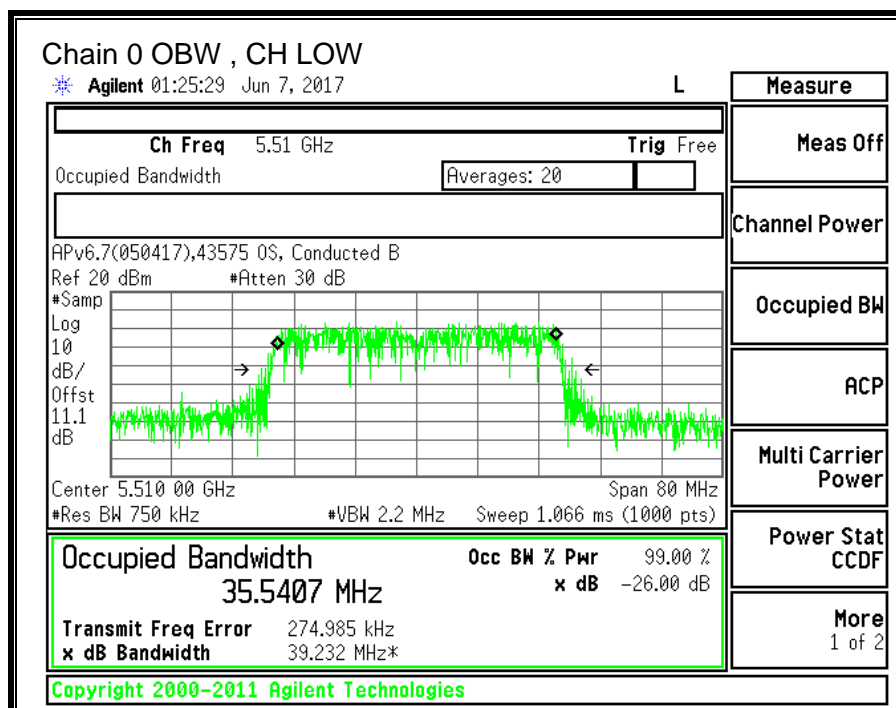 Chain 0 OBW , CH LOW
Agilent 01:25:29 Jun 7, 2017 L
Measure
Ch Freq 5.51 GHz Trig Free
Occupied Bandwidth Averages: 20
APv6.7(050417),43575 OS, Conducted B
Ref 20 dBm #Atten 30 dB
#Samp
Log
10
dB/
Offst
11.1
dB
Center 5.510 00 GHz Span 80 MHz
#Res BW 750 kHz #VBW 2.2 MHz Sweep 1.066 ms (1000 pts)
Occupied Bandwidth Occ BW % Pwr 99.00 %
35.5407 MHz x dB -26.00 dB
Transmit Freq Error 274.985 kHz
x dB Bandwidth 39.232 MHz*
Meas Off
Channel Power
Occupied BW
ACP
Multi Carrier
Power
Power Stat
CCDF
More
1 of 2
Copyright 2000-2011 Agilent Technologies